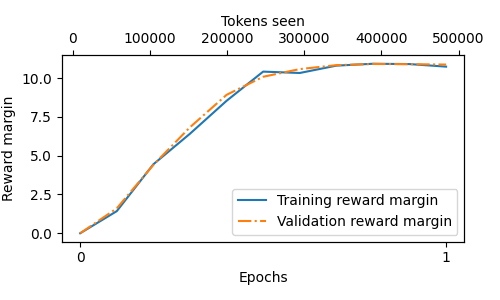 Tokens seen
0 100000 200000 300000 400000 500000
10.0
7.5
5.0
2.5
0.0
Reward margin
Training reward margin
Validation reward margin
0 1
Epochs